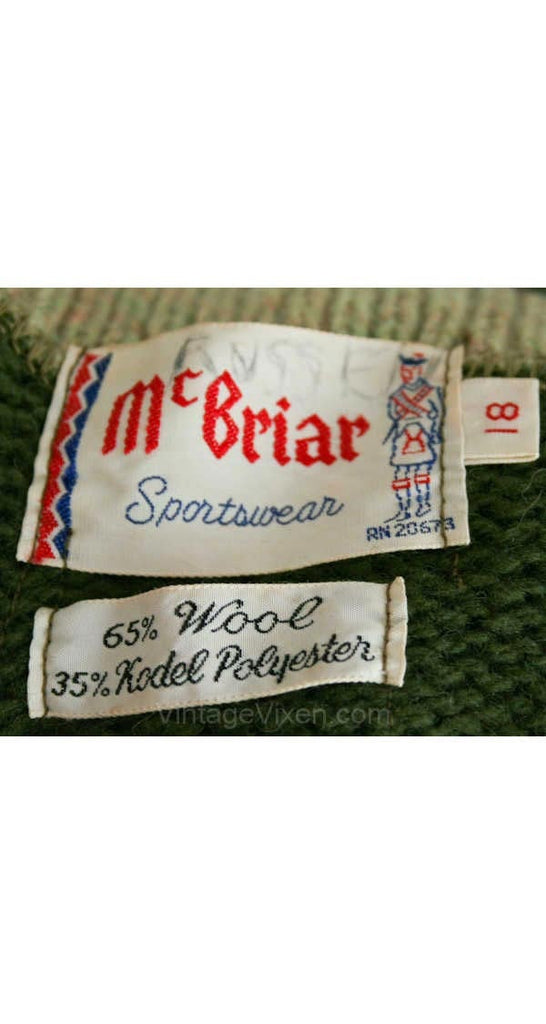 McBriar
Sportswear
RN 20673
18
65% Wool
35% Kodel Polyester
VintageVixen.com